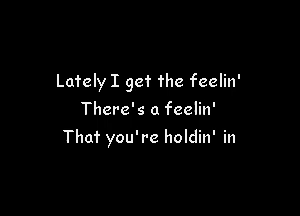 Lately I get the feelin'
There's a feelin'
That you're holdin' in